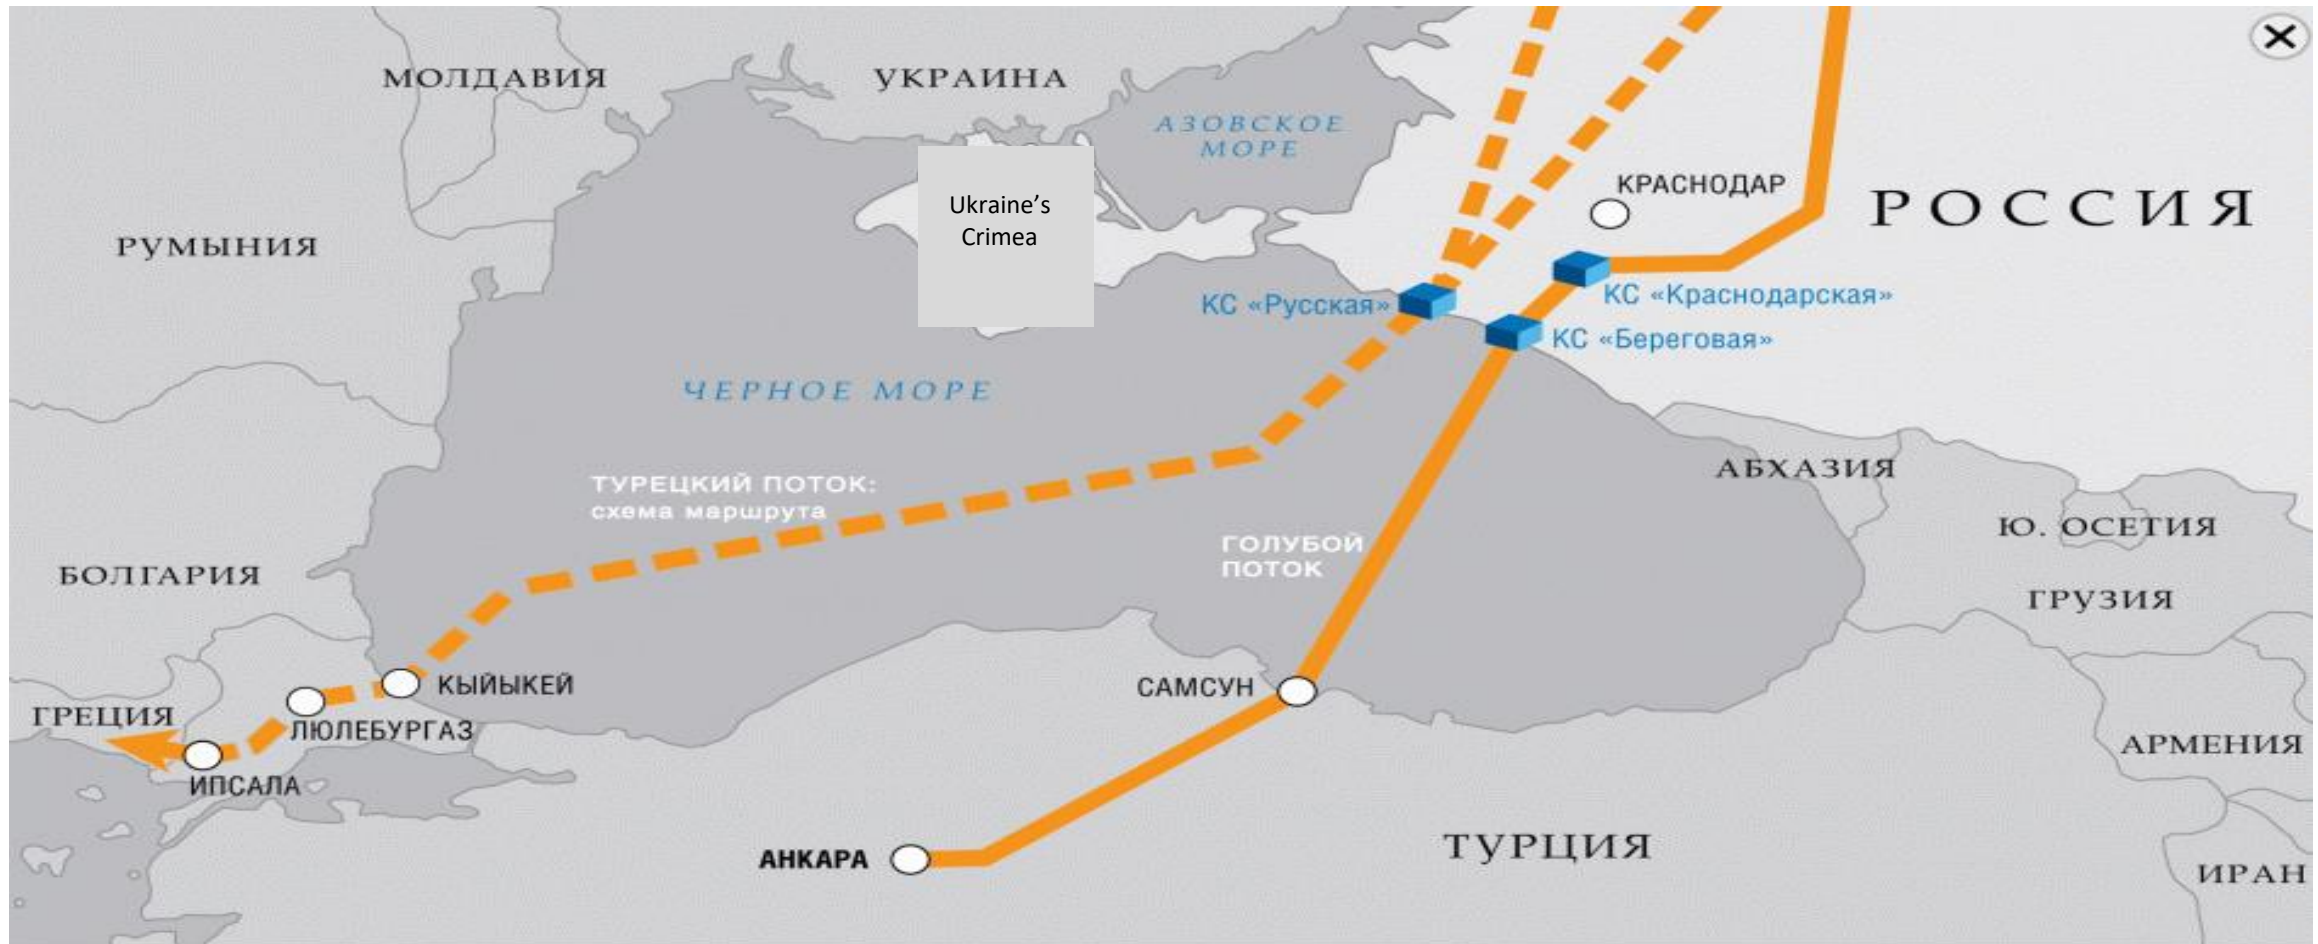 МОЛДАВИЯ
УКРАИНА
АЗОВСКОЕ
МОРЕ
КРАСНОДАР
РОССИЯ
Ukraine's
Crimea
РУМЫНИЯ
КС «Русская»
КС «Краснодарская»
КС «Береговая»
ЧЕРНОЕ МОРЕ
АБХАЗИЯ
ТУРЕЦКИЙ ПОТОК:
схема маршрута
Ю. ОСЕТИЯ
ГОЛУБОЙ
ПОТОК
БОЛГАРИЯ
ГРУЗИЯ
КЫЙЫКЕЙ
САМСУН
ГРЕЦИЯ
ЛЮЛЕБУРГАЗ
АРМЕНИЯ
ИПСАЛА
ТУРЦИЯ
АНКАРА
ИРАН